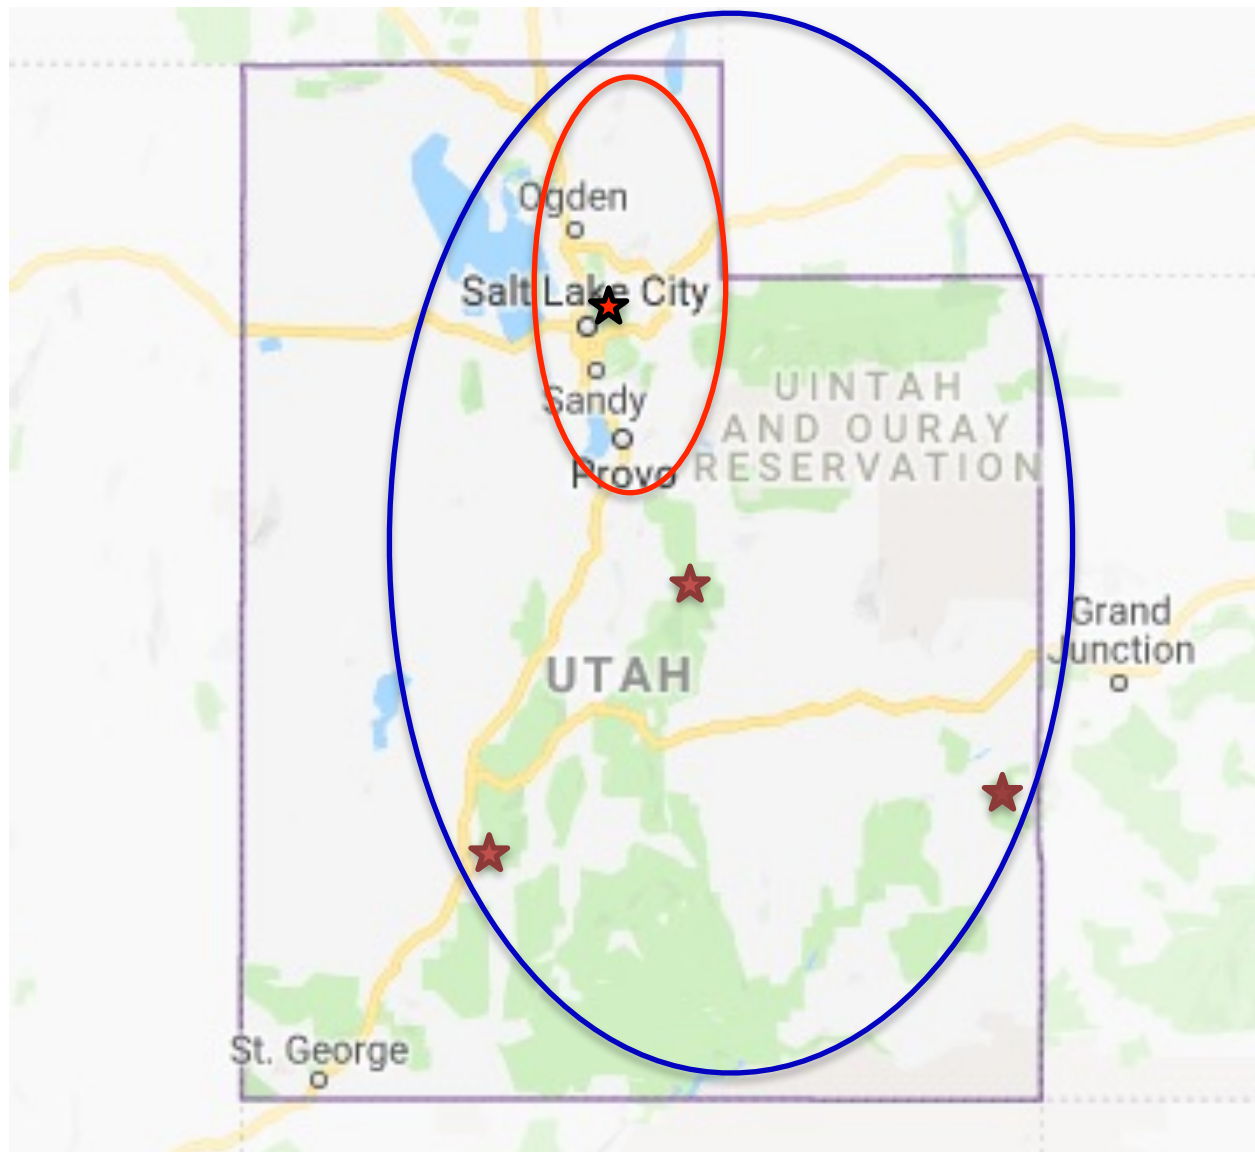 Ogden
Salt Lake City
Sandy
Provo
UINTAH
AND OURAY
RESERVATION
Grand
Junction
UTAH
St. George